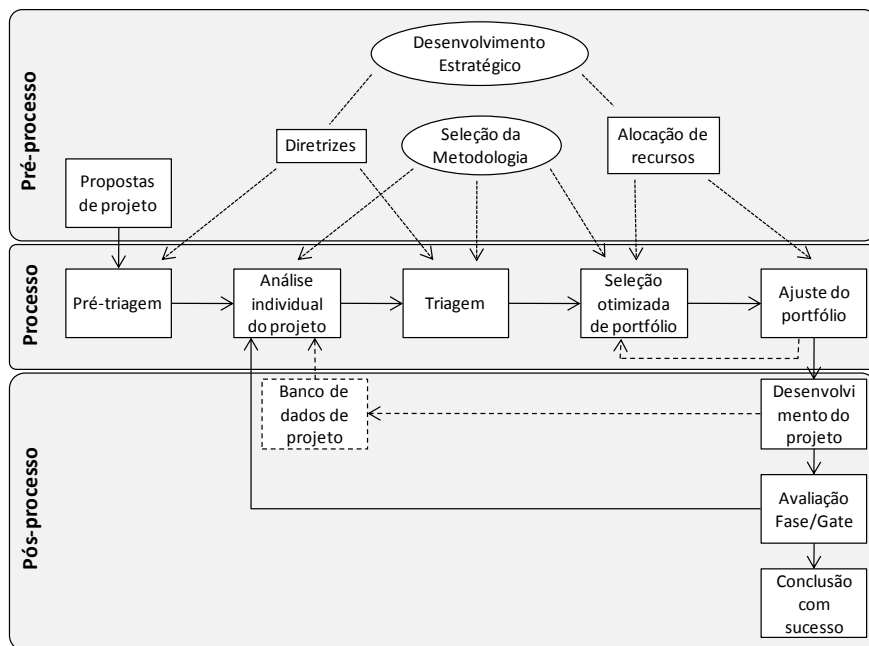 Pré-processo
Desenvolvimento
Estratégico
Diretrizes
Seleção da
Metodologia
Alocação de
recursos
Propostas
de projeto
Processo
Pré-triagem
Análise
individual
do projeto
Triagem
Seleção
otimizada
de portfólio
Ajuste do
portfólio
Pós-processo
Banco de
dados de
projeto
Desenvolvi
mento do
projeto
Avaliação
Fase/Gate
Conclusão
com
sucesso